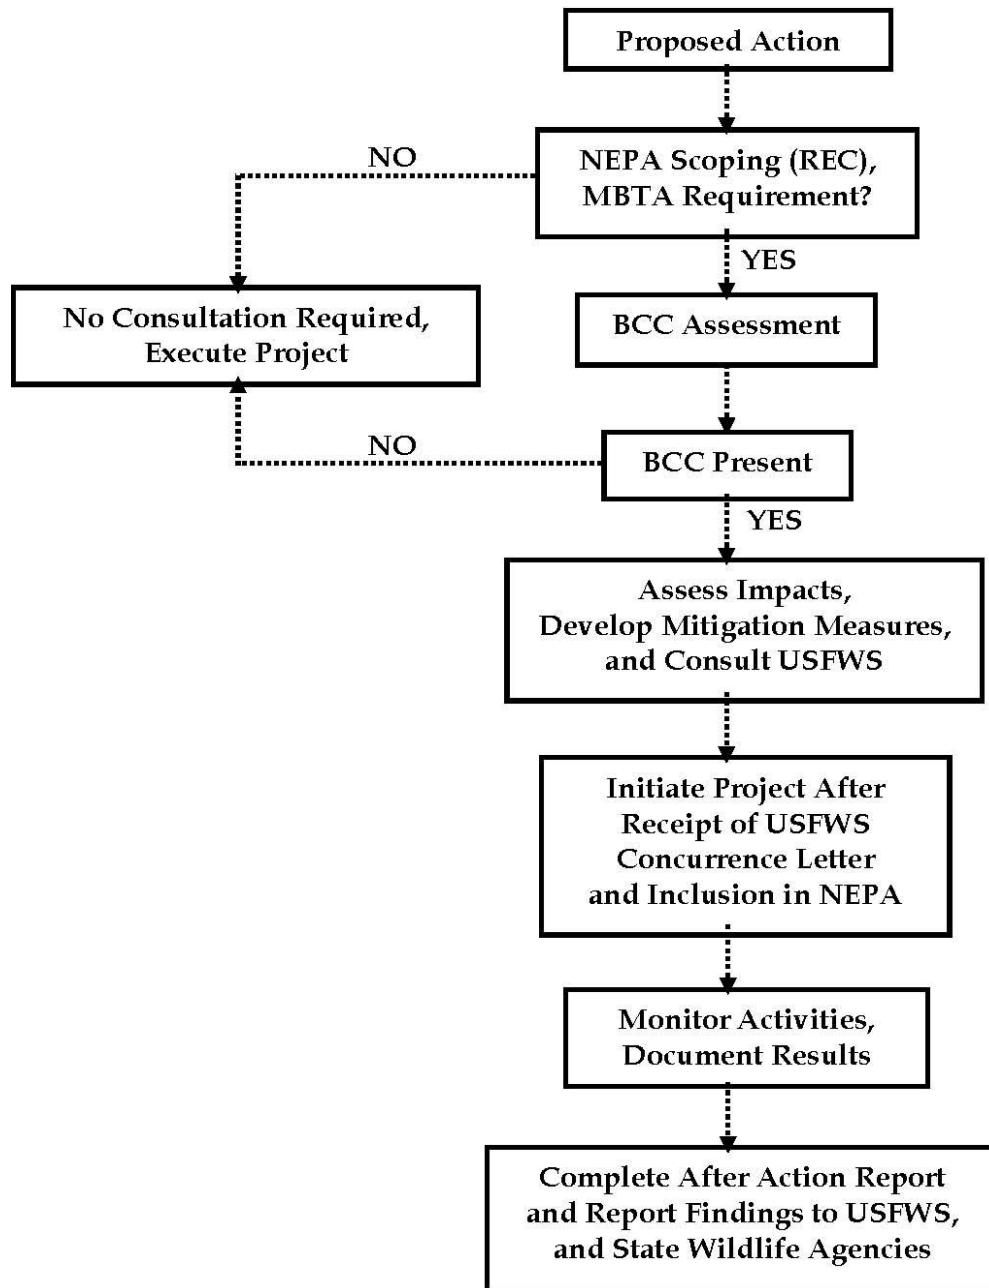 Proposed Action
NO
NEPA Scoping (REC),
MBTA Requirement?
YES
No Consultation Required,
Execute Project
BCC Assessment
NO
BCC Present
YES
Assess Impacts,
Develop Mitigation Measures,
and Consult USFWS
Initiate Project After
Receipt of USFWS
Concurrence Letter
and Inclusion in NEPA
Monitor Activities,
Document Results
Complete After Action Report
and Report Findings to USFWS,
and State Wildlife Agencies